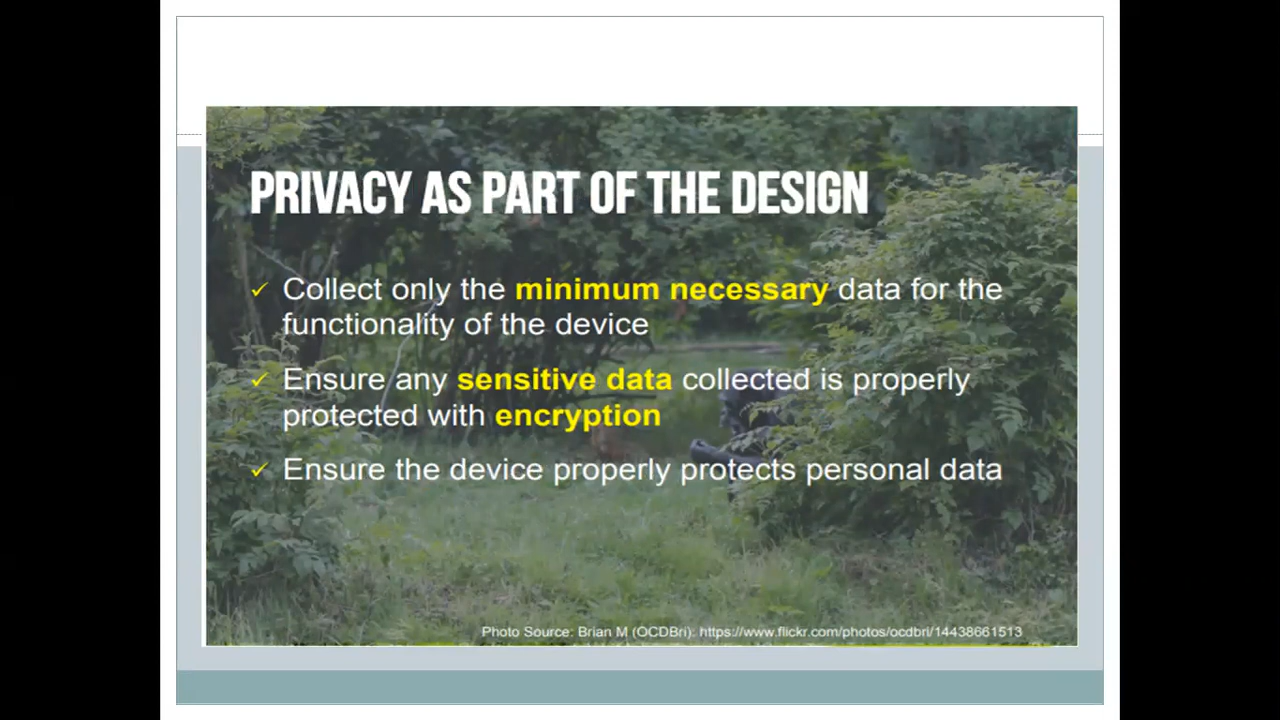 PRIVACY AS PART OF THE DESIGN
✓ Collect only the minimum necessary data for the
functionality of the device
✓ Ensure any sensitive data collected is properly
protected with encryption
✓ Ensure the device properly protects personal data
Photo Source: Brian M (OCDBri): https://www.flickr.com/photos/ocdbri/14438661513